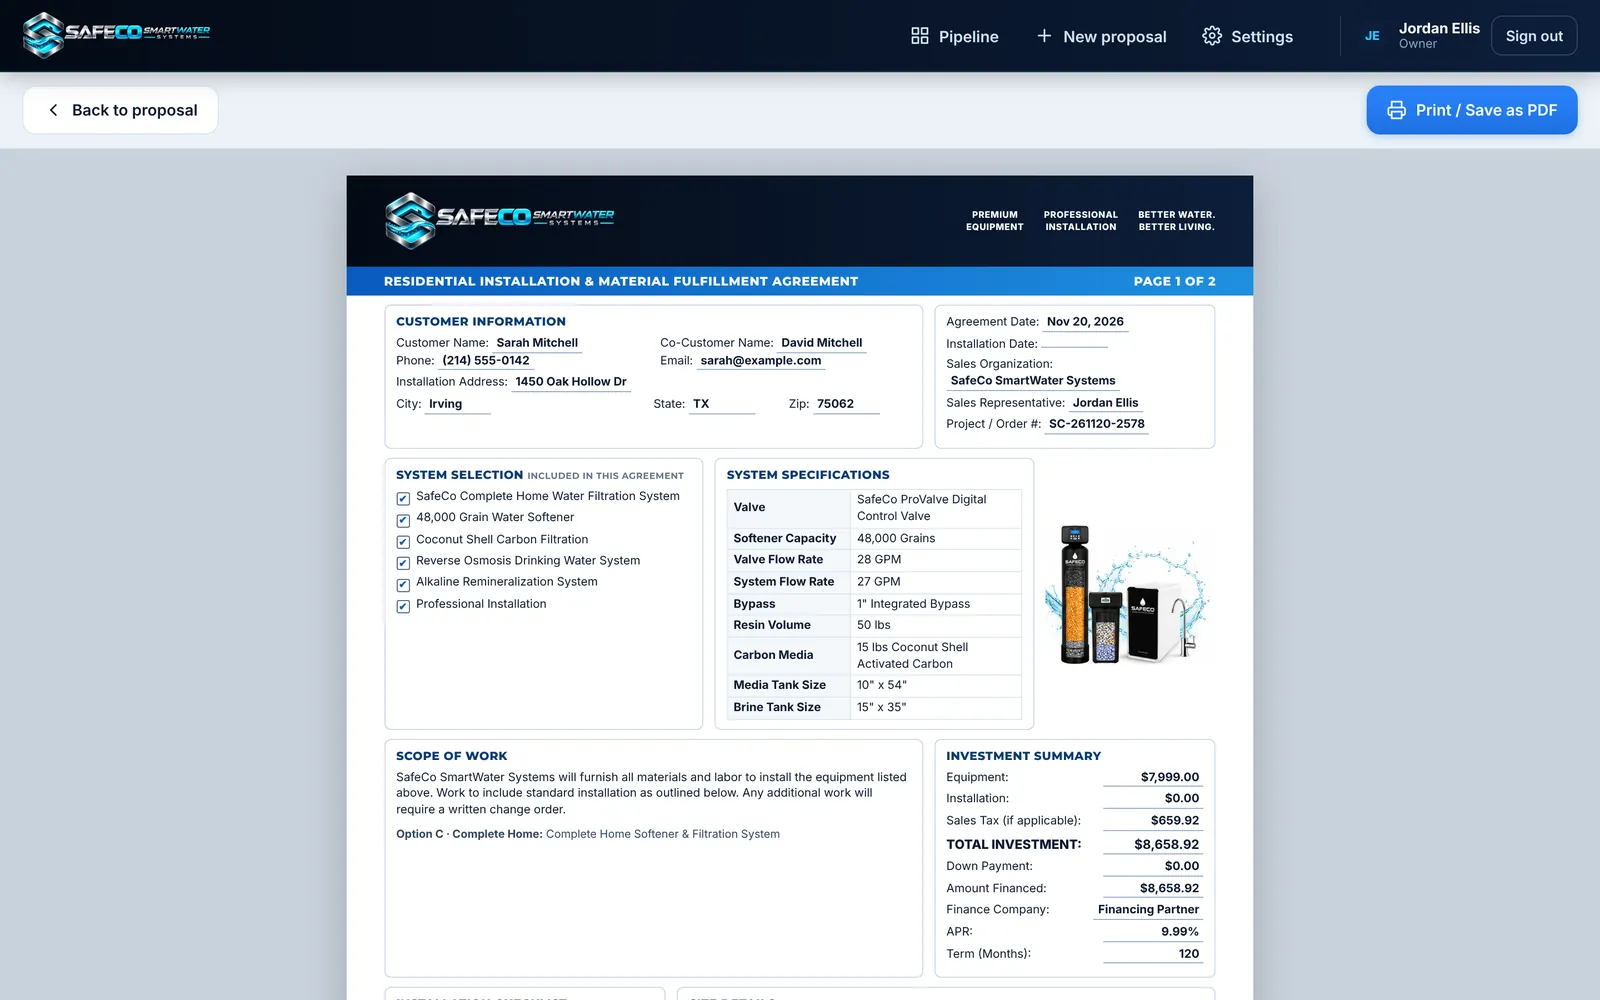 SAFECO SMARTWATER
SYSTEMS
Pipeline
New proposal
Settings
JE
Jordan Ellis
Owner
Sign out
Back to proposal
Print / Save as PDF
SAFECO SMARTWATER
SYSTEMS
PREMIUM
EQUIPMENT
PROFESSIONAL
INSTALLATION
BETTER WATER.
BETTER LIVING.
RESIDENTIAL INSTALLATION & MATERIAL FULFILLMENT AGREEMENT
PAGE 1 OF 2
CUSTOMER INFORMATION
Customer Name: Sarah Mitchell
Co-Customer Name: David Mitchell
Phone: (214) 555-0142
Email: sarah@example.com
Installation Address: 1450 Oak Hollow Dr
City: Irving
State: TX
Zip: 75062
Agreement Date: Nov 20, 2026
Installation Date:
Sales Organization:
SafeCo SmartWater Systems
Sales Representative: Jordan Ellis
Project / Order #: SC-261120-2578
SYSTEM SELECTION INCLUDED IN THIS AGREEMENT
SafeCo Complete Home Water Filtration System
48,000 Grain Water Softener
Coconut Shell Carbon Filtration
Reverse Osmosis Drinking Water System
Alkaline Remineralization System
Professional Installation
SYSTEM SPECIFICATIONS
Valve
SafeCo ProValve Digital
Control Valve
Softener Capacity 48,000 Grains
Valve Flow Rate 28 GPM
System Flow Rate 27 GPM
Bypass 1" Integrated Bypass
Resin Volume 50 lbs
Carbon Media
15 lbs Coconut Shell
Activated Carbon
Media Tank Size 10" x 54"
Brine Tank Size 15" x 35"
SAFECO
SAFECO
SCOPE OF WORK
SafeCo SmartWater Systems will furnish all materials and labor to install the equipment listed
above. Work to include standard installation as outlined below. Any additional work will
require a written change order.
Option C · Complete Home: Complete Home Softener & Filtration System
INVESTMENT SUMMARY
Equipment: $7,999.00
Installation: $0.00
Sales Tax (if applicable): $659.92
TOTAL INVESTMENT: $8,658.92
Down Payment: $0.00
Amount Financed: $8,658.92
Finance Company: Financing Partner
APR: 9.99%
Term (Months): 120